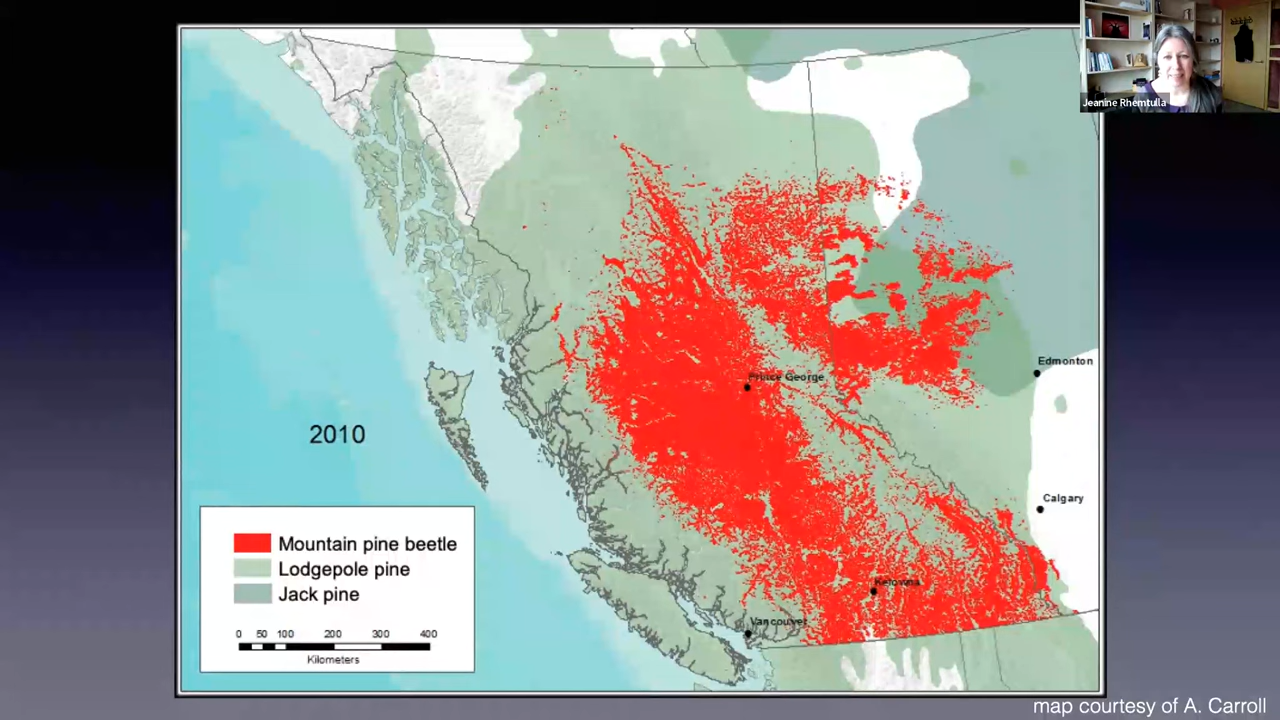 Jeanine Rhemtulla
Edmonton
Prince George
2010
Calgary
Mountain pine beetle
Lodgepole pine
Jack pine
Kelowna
Vancouver
0 50 100 200 300 400
Kilometers
map courtesy of A. Carroll